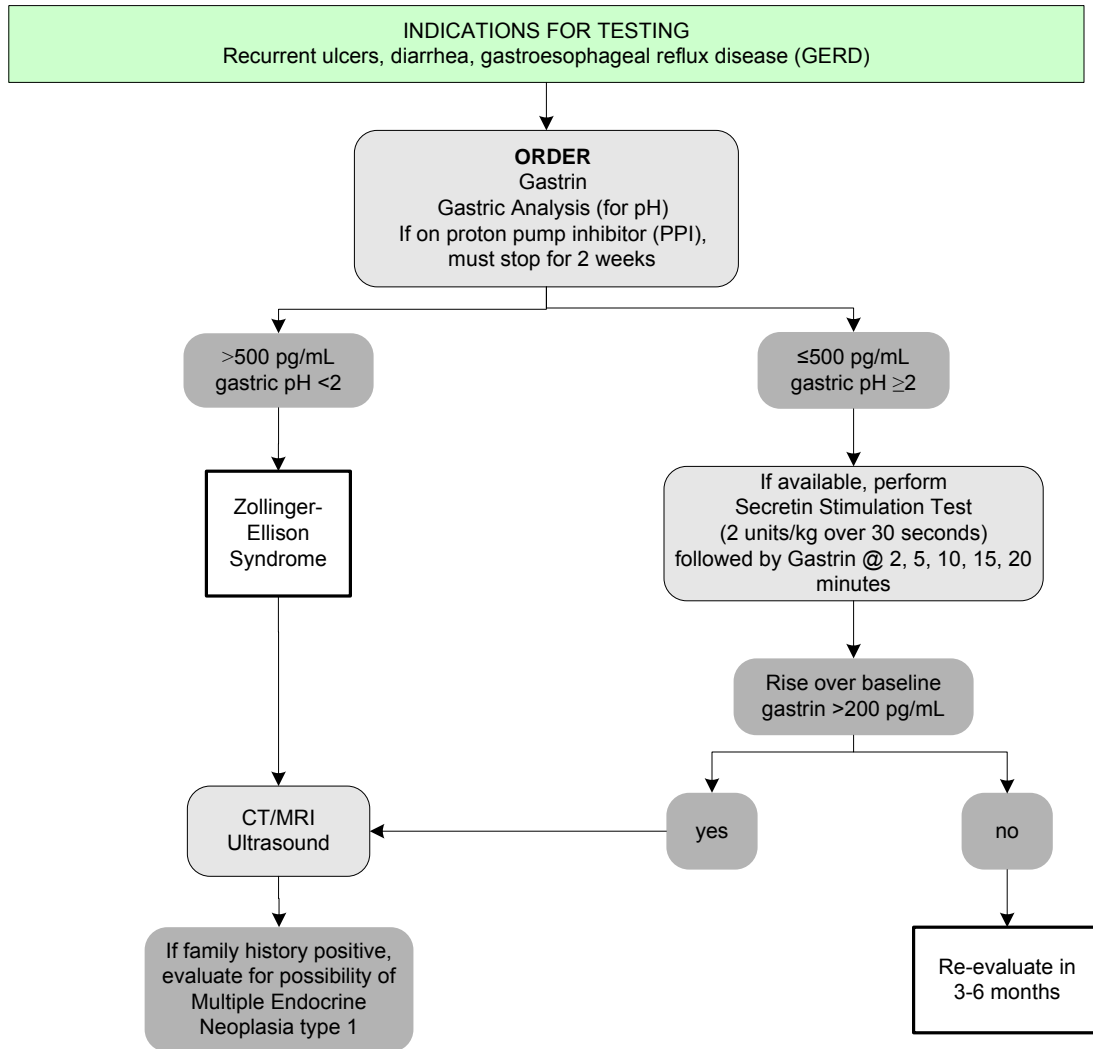 INDICATIONS FOR TESTING
Recurrent ulcers, diarrhea, gastroesophageal reflux disease (GERD)
ORDER
Gastrin
Gastric Analysis (for pH)
If on proton pump inhibitor (PPI),
must stop for 2 weeks
>500 pg/mL
gastric pH <2
≤500 pg/mL
gastric pH ≥2
Zollinger-
Ellison
Syndrome
If available, perform
Secretin Stimulation Test
(2 units/kg over 30 seconds)
followed by Gastrin @ 2, 5, 10, 15, 20
minutes
Rise over baseline
gastrin >200 pg/mL
CT/MRI
Ultrasound
yes
no
If family history positive,
evaluate for possibility of
Multiple Endocrine
Neoplasia type 1
Re-evaluate in
3-6 months